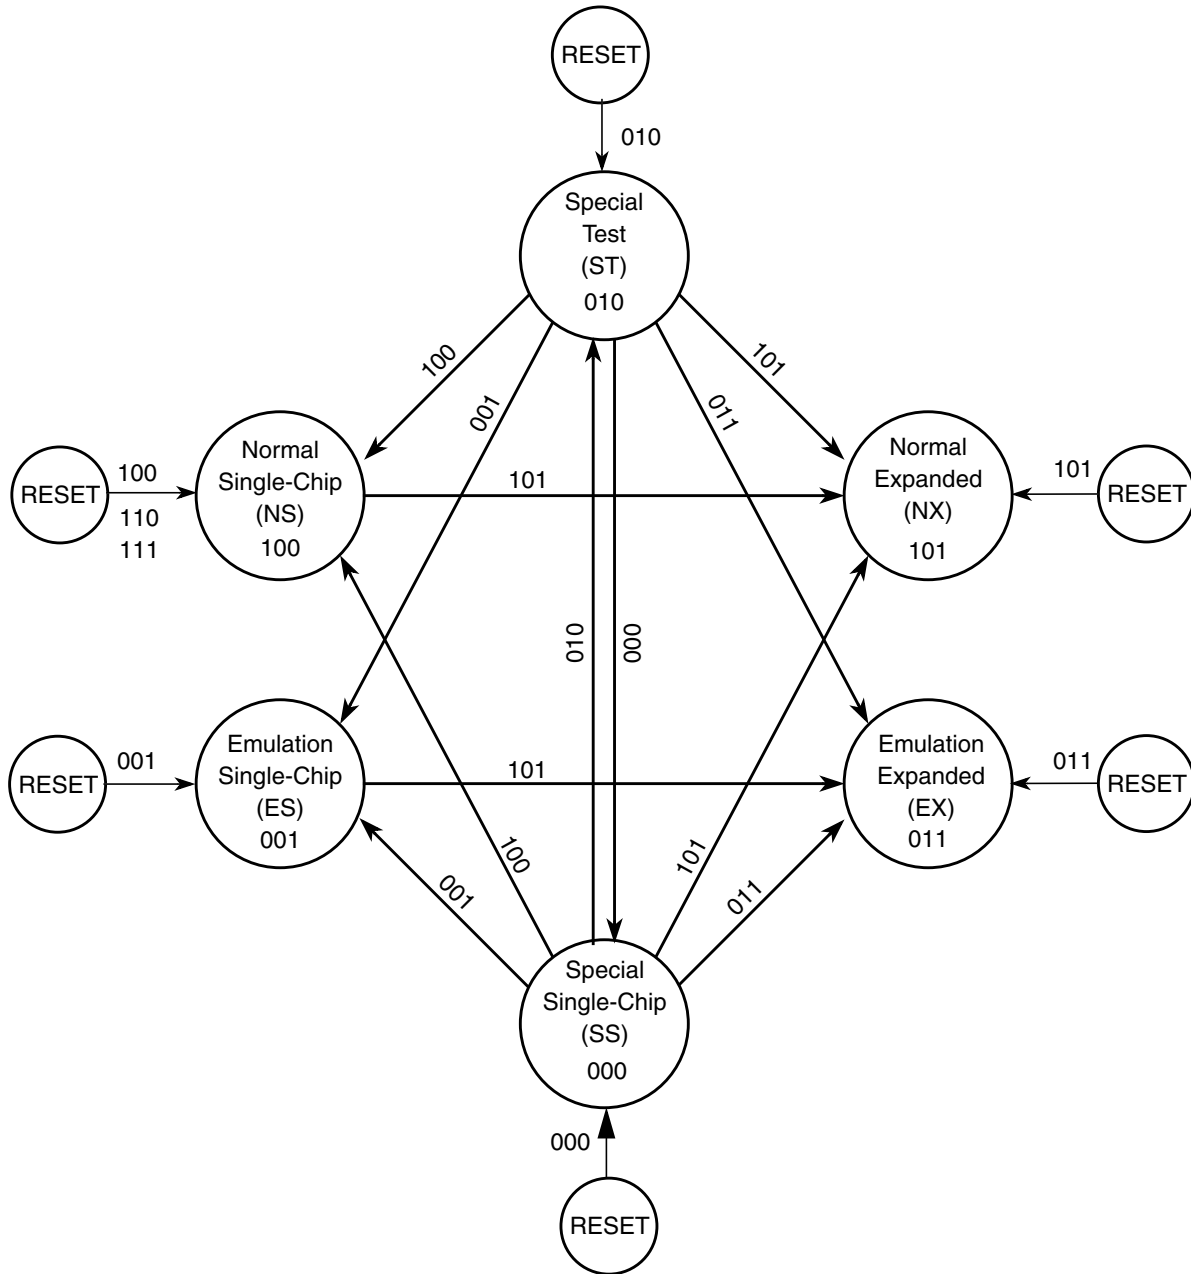 RESET
010
Special
Test
(ST)
010
100
101
001
011
Normal
Single-Chip
(NS)
100
Normal
Expanded
(NX)
101
RESET
100
110
111
101
101
RESET
010
000
Emulation
Single-Chip
(ES)
001
Emulation
Expanded
(EX)
011
RESET
001
101
011
RESET
100
101
001
011
Special
Single-Chip
(SS)
000
000
RESET